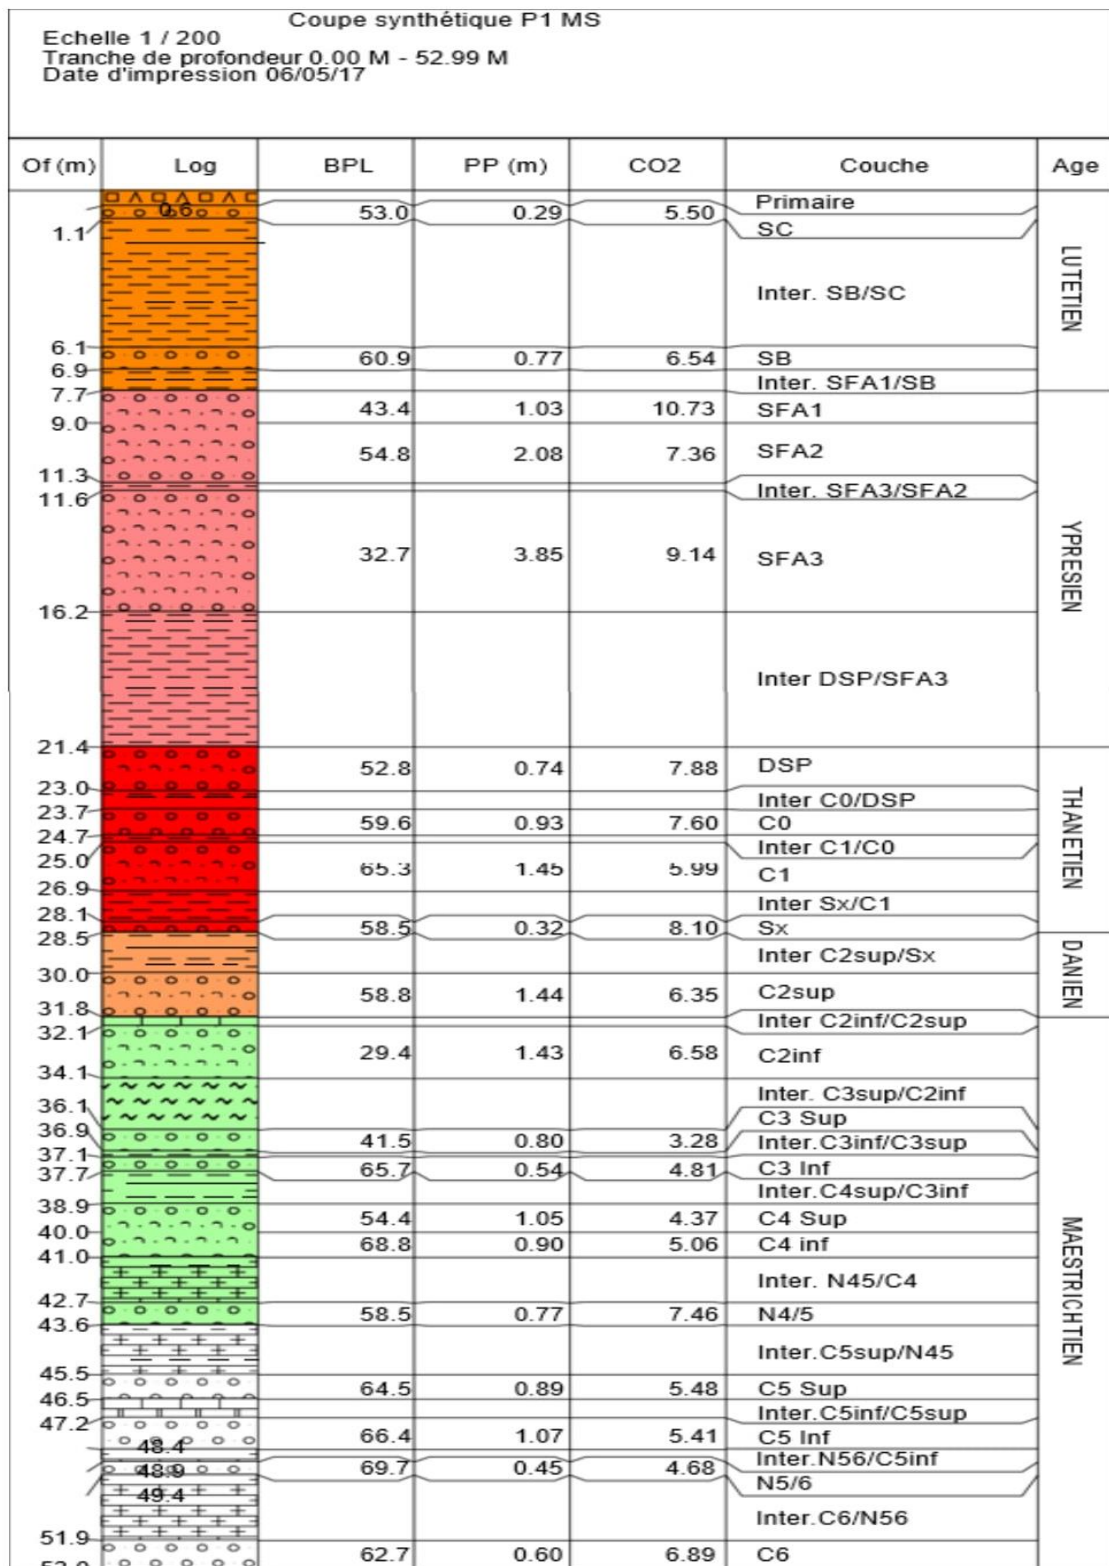 Coupe synthétique P1 MS
Echelle 1 / 200
Tranche de profondeur 0.00 M - 52.99 M
Date d'impression 06/05/17
Of (m) Log BPL PP (m) CO2 Couche Age
Primaire
0.6 53.0 0.29 5.50
1.1 SC
LUTETIEN
Inter. SB/SC
6.1
60.9 0.77 6.54 SB
6.9
Inter. SFA1/SB
7.7
43.4 1.03 10.73 SFA1
9.0
54.8 2.08 7.36 SFA2
11.3
Inter. SFA3/SFA2
11.6
YPRESIEN
32.7 3.85 9.14 SFA3
16.2
Inter DSP/SFA3
21.4
52.8 0.74 7.88 DSP
23.0
Inter C0/DSP
23.7
59.6 0.93 7.60 C0
24.7
THANETIEN
Inter C1/C0
25.0
65.3 1.45 5.99 C1
26.9
Inter Sx/C1
28.1
58.5 0.32 8.10 Sx
28.5
Inter C2sup/Sx
DANIEN
30.0
58.8 1.44 6.35 C2sup
31.8
Inter C2inf/C2sup
32.1
29.4 1.43 6.58 C2inf
34.1
Inter. C3sup/C2inf
36.1
C3 Sup
36.9
41.5 0.80 3.28 Inter.C3inf/C3sup
37.1
65.7 0.54 4.81 C3 Inf
37.7
Inter.C4sup/C3inf
38.9
54.4 1.05 4.37 C4 Sup
40.0
68.8 0.90 5.06 C4 inf
41.0
MAESTRICHTIEN
Inter. N45/C4
42.7
58.5 0.77 7.46 N4/5
43.6
Inter.C5sup/N45
45.5
64.5 0.89 5.48 C5 Sup
46.5
Inter.C5inf/C5sup
47.2
66.4 1.07 5.41 C5 Inf
48.4
Inter.N56/C5inf
48.9 69.7 0.45 4.68
N5/6
49.4
Inter.C6/N56
51.9
62.7 0.60 6.89 C6